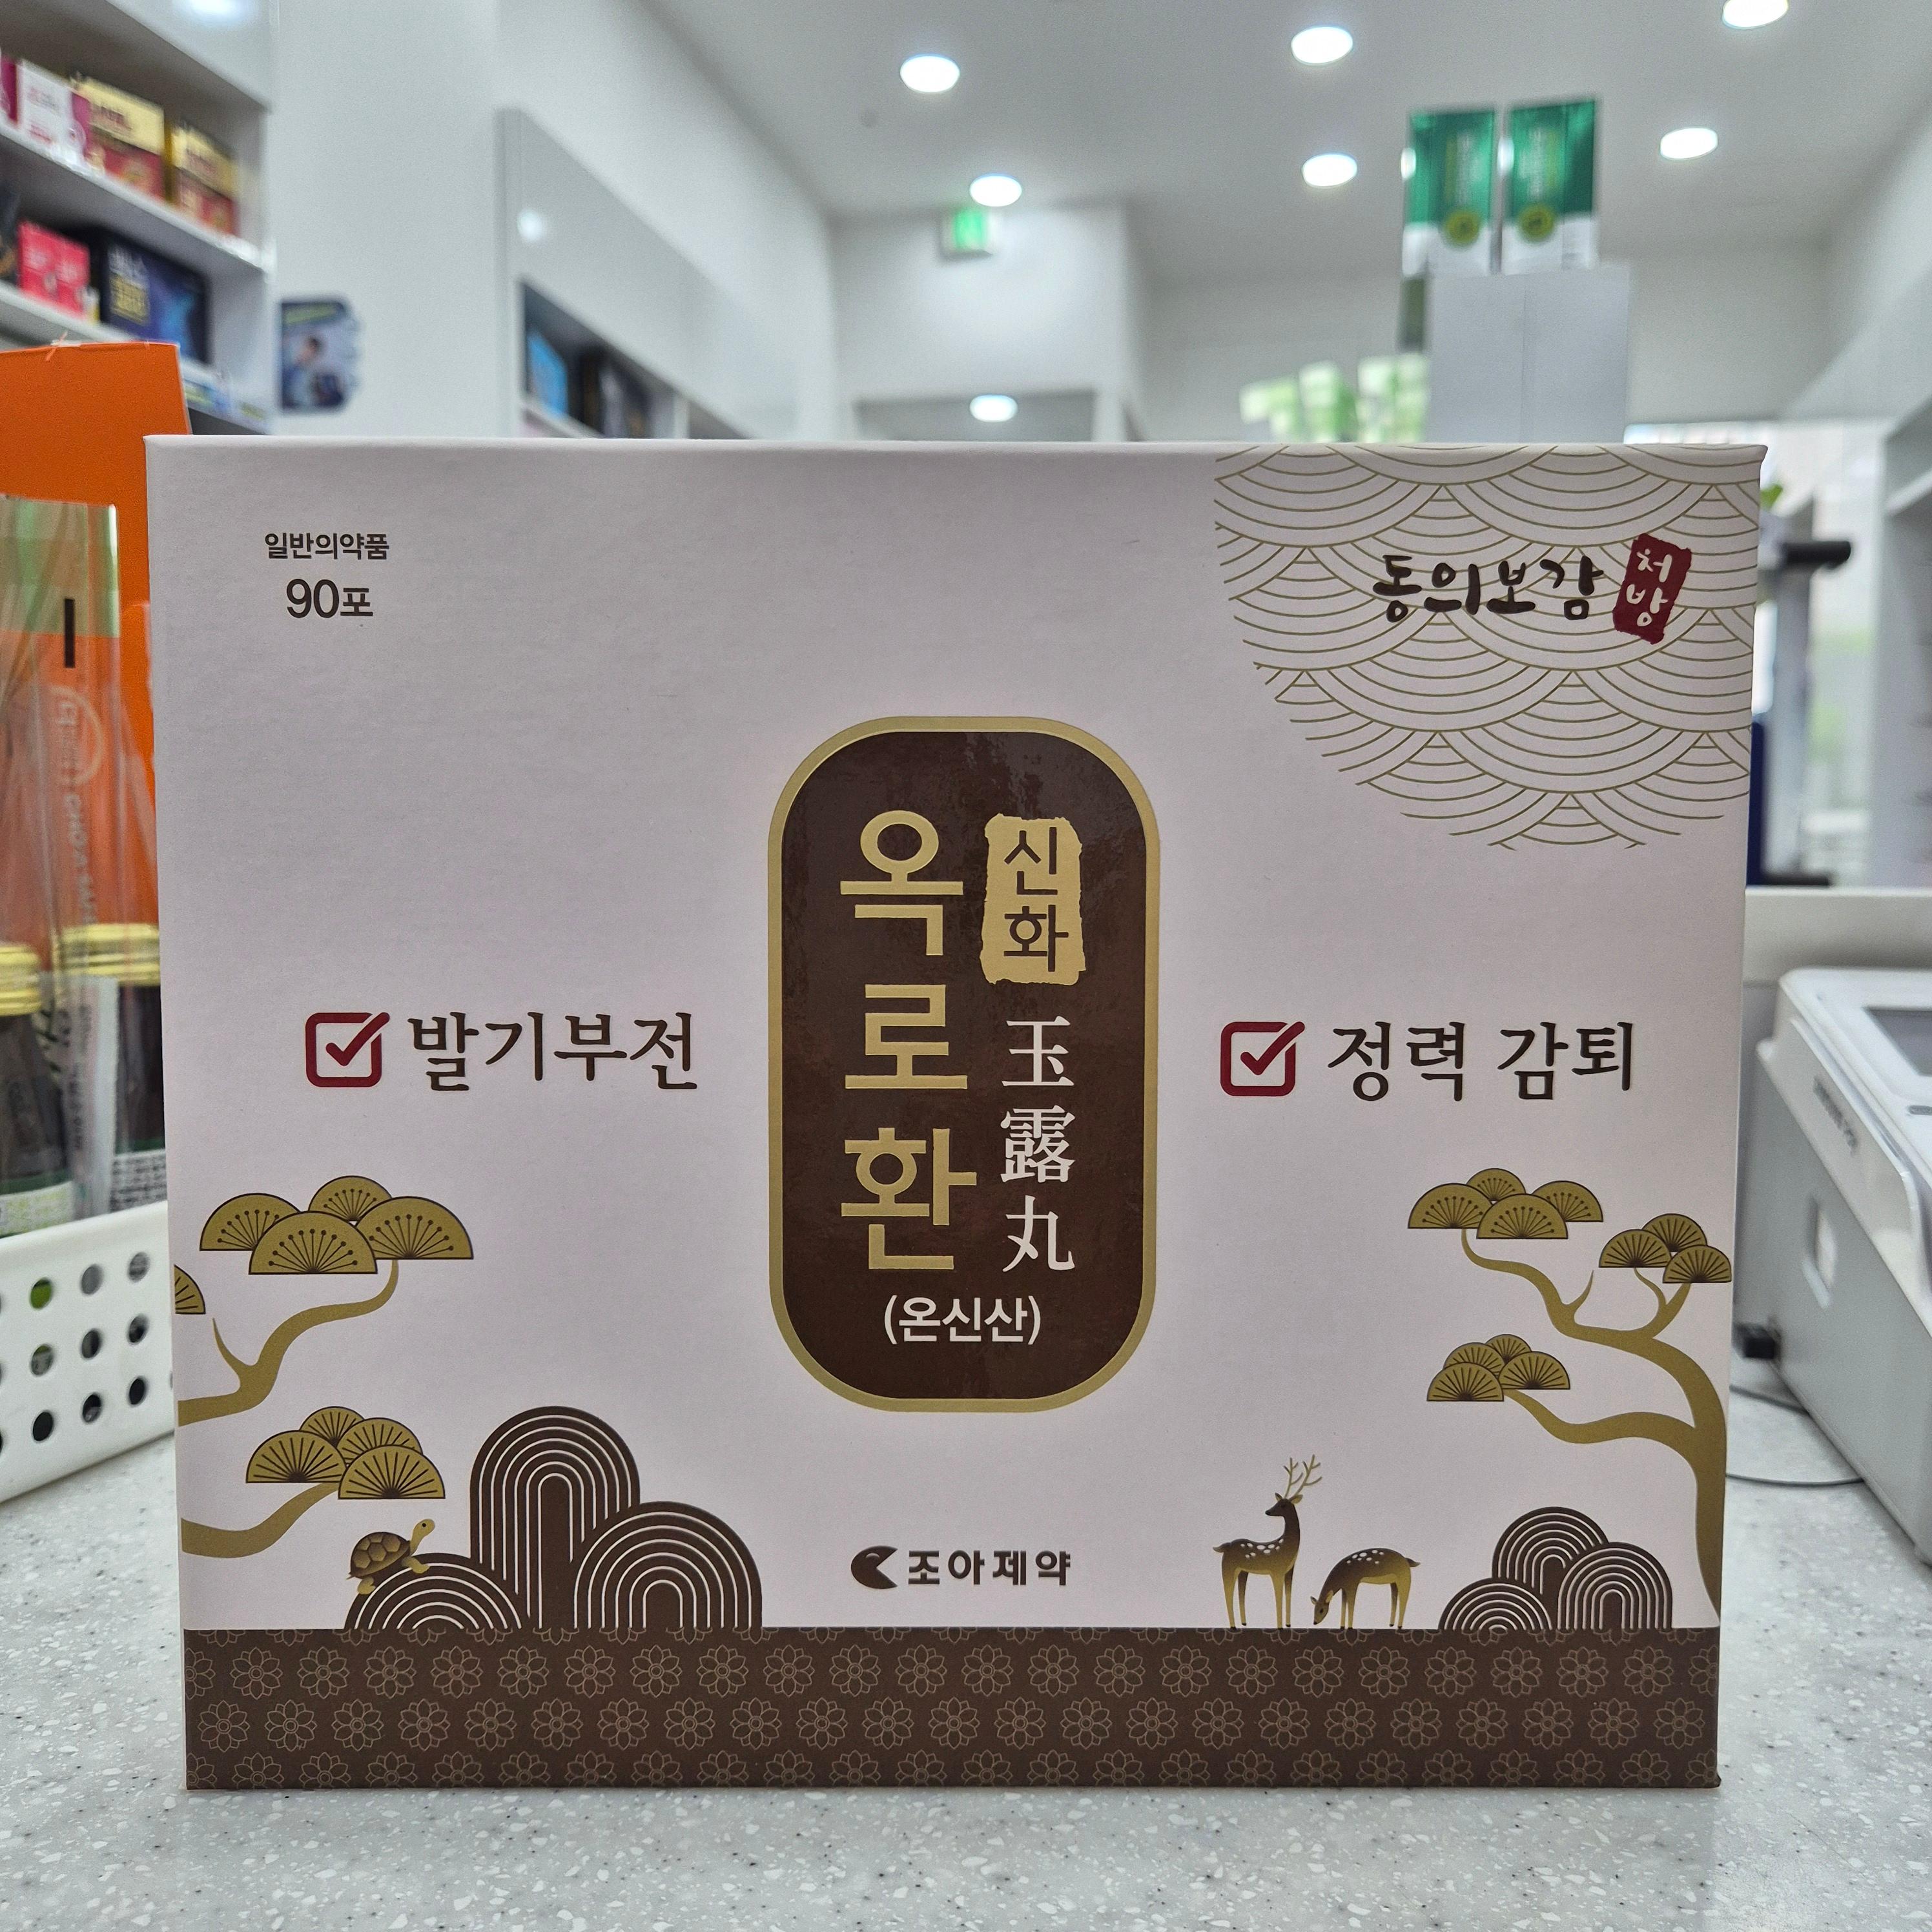 일반의약품
90포
동의보감 처방
신화
옥로환
玉露丸
(온신산)
발기부전
정력 감퇴
조아제약